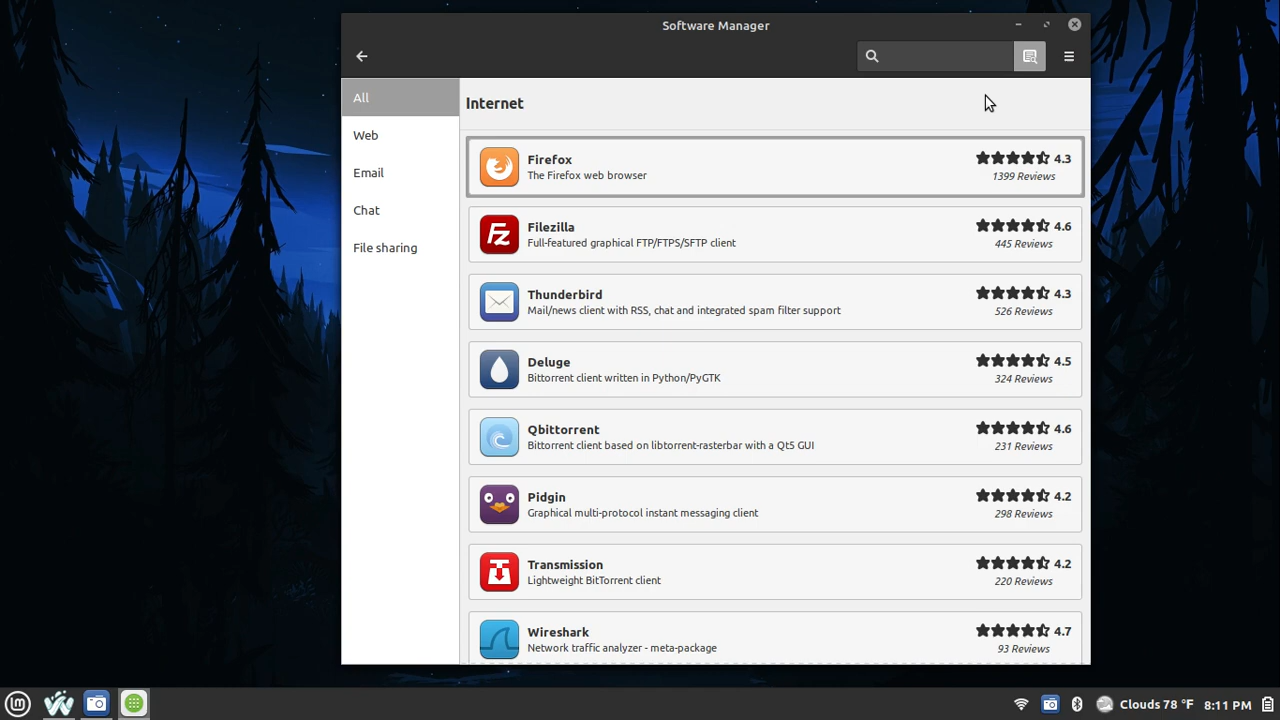 Software Manager
All
Web
Email
Chat
File sharing
Internet
Firefox
The Firefox web browser
4.3
1399 Reviews
Fz
Filezilla
Full-featured graphical FTP/FTPS/SFTP client
4.6
445 Reviews
Thunderbird
Mail/news client with RSS, chat and integrated spam filter support
4.3
526 Reviews
Deluge
Bittorrent client written in Python/PyGTK
4.5
324 Reviews
Qbittorrent
Bittorrent client based on libtorrent-rasterbar with a Qt5 GUI
4.6
231 Reviews
Pidgin
Graphical multi-protocol instant messaging client
4.2
298 Reviews
Transmission
Lightweight BitTorrent client
4.2
220 Reviews
Wireshark
Network traffic analyzer - meta-package
4.7
93 Reviews
Clouds 78 °F
8:11 PM